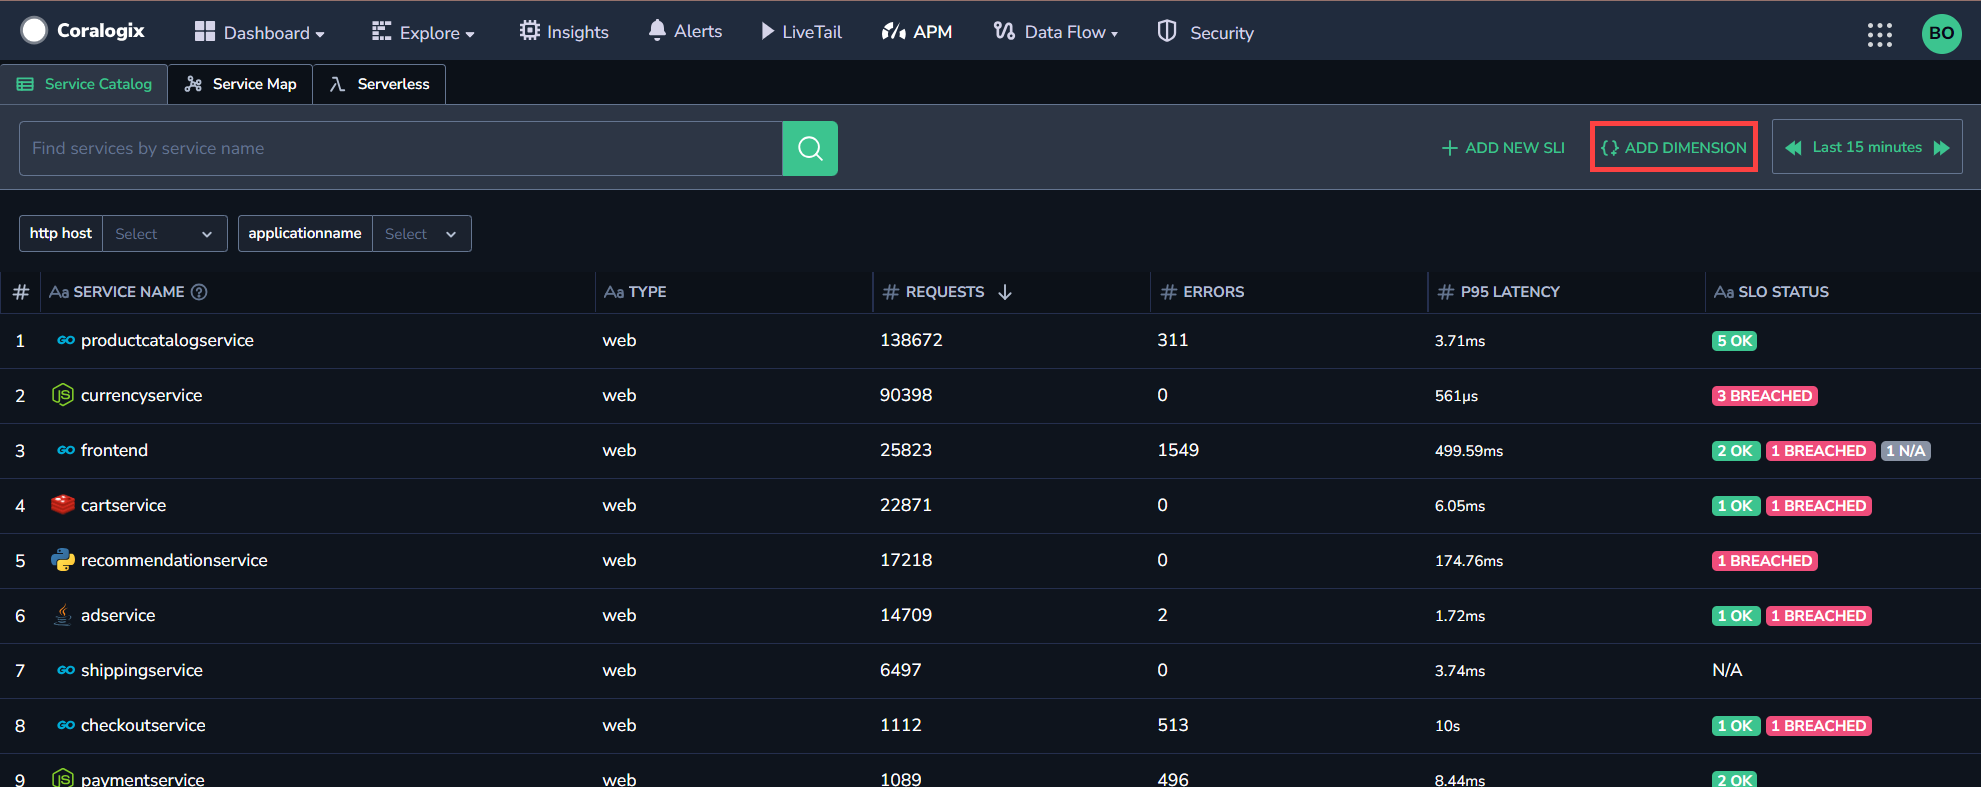 Coralogix Dashboard Explore Insights Alerts LiveTail APM Data Flow Security BO
Service Catalog Service Map Serverless
Find services by service name ADD NEW SLI ADD DIMENSION Last 15 minutes
http host Select applicationname Select
# Aa SERVICE NAME ? Aa TYPE # REQUESTS # ERRORS # P95 LATENCY Aa SLO STATUS
1 GO productcatalogservice web 138672 311 3.71ms 5 OK
2 JS currencyservice web 90398 0 561µs 3 BREACHED
3 GO frontend web 25823 1549 499.59ms 2 OK 1 BREACHED 1 N/A
4 cartservice web 22871 0 6.05ms 1 OK 1 BREACHED
5 recommendationservice web 17218 0 174.76ms 1 BREACHED
6 adservice web 14709 2 1.72ms 1 OK 1 BREACHED
7 GO shippingservice web 6497 0 3.74ms N/A
8 GO checkoutservice web 1112 513 10s 1 OK 1 BREACHED
9 JS paymentservice web 1089 496 8.44ms 2 OK